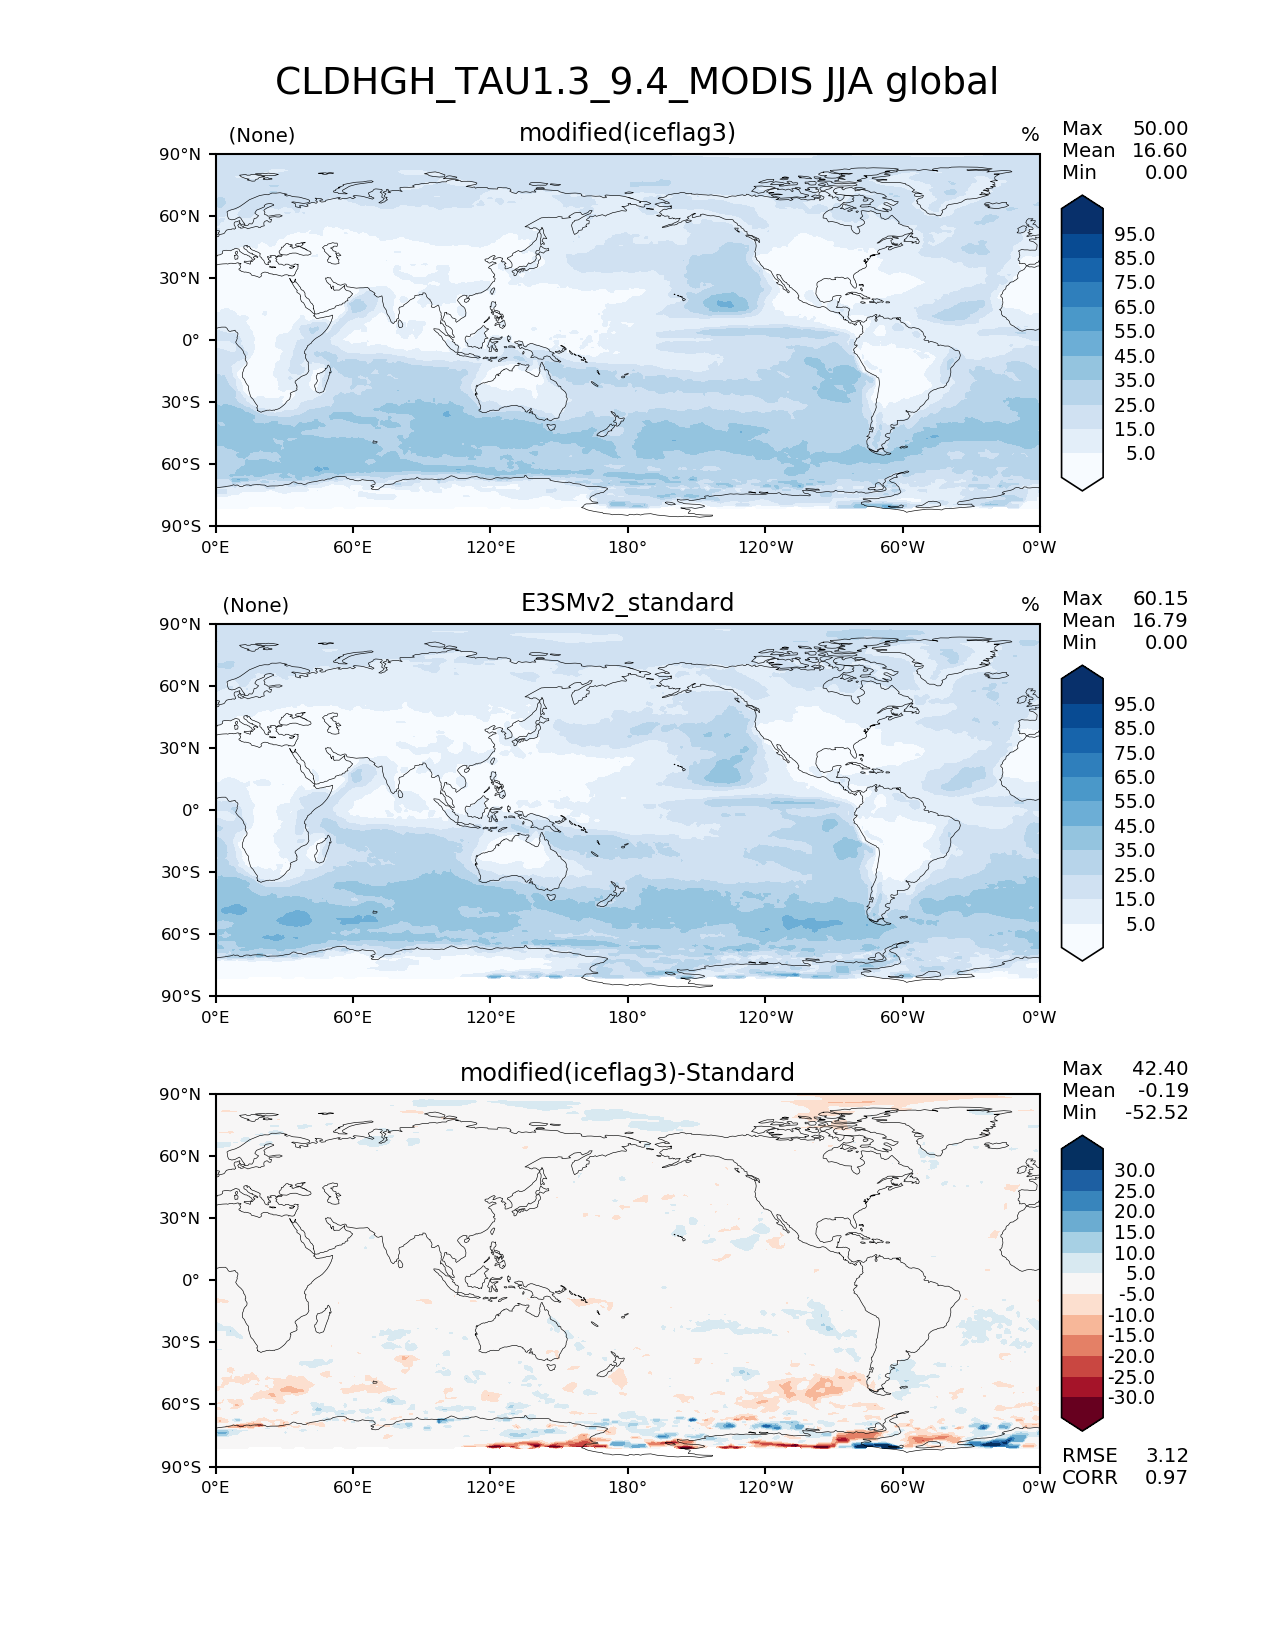 CLDHGH_TAU1.3_9.4_MODIS JJA global
(None) modified(iceflag3) %
Max 50.00
Mean 16.60
Min 0.00
90°N
60°N
30°N
0°
30°S
60°S
90°S
0°E 60°E 120°E 180° 120°W 60°W 0°W
95.0
85.0
75.0
65.0
55.0
45.0
35.0
25.0
15.0
5.0
(None) E3SMv2_standard %
Max 60.15
Mean 16.79
Min 0.00
90°N
60°N
30°N
0°
30°S
60°S
90°S
0°E 60°E 120°E 180° 120°W 60°W 0°W
95.0
85.0
75.0
65.0
55.0
45.0
35.0
25.0
15.0
5.0
modified(iceflag3)-Standard
Max 42.40
Mean -0.19
Min -52.52
90°N
60°N
30°N
0°
30°S
60°S
90°S
0°E 60°E 120°E 180° 120°W 60°W 0°W
30.0
25.0
20.0
15.0
10.0
5.0
-5.0
-10.0
-15.0
-20.0
-25.0
-30.0
RMSE 3.12
CORR 0.97